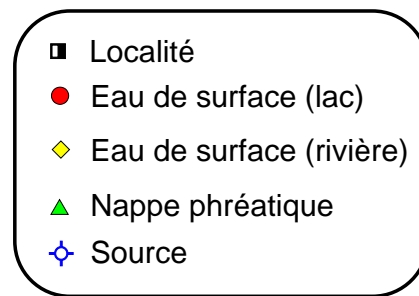 Localité
Eau de surface (lac)
Eau de surface (rivière)
Nappe phréatique
Source